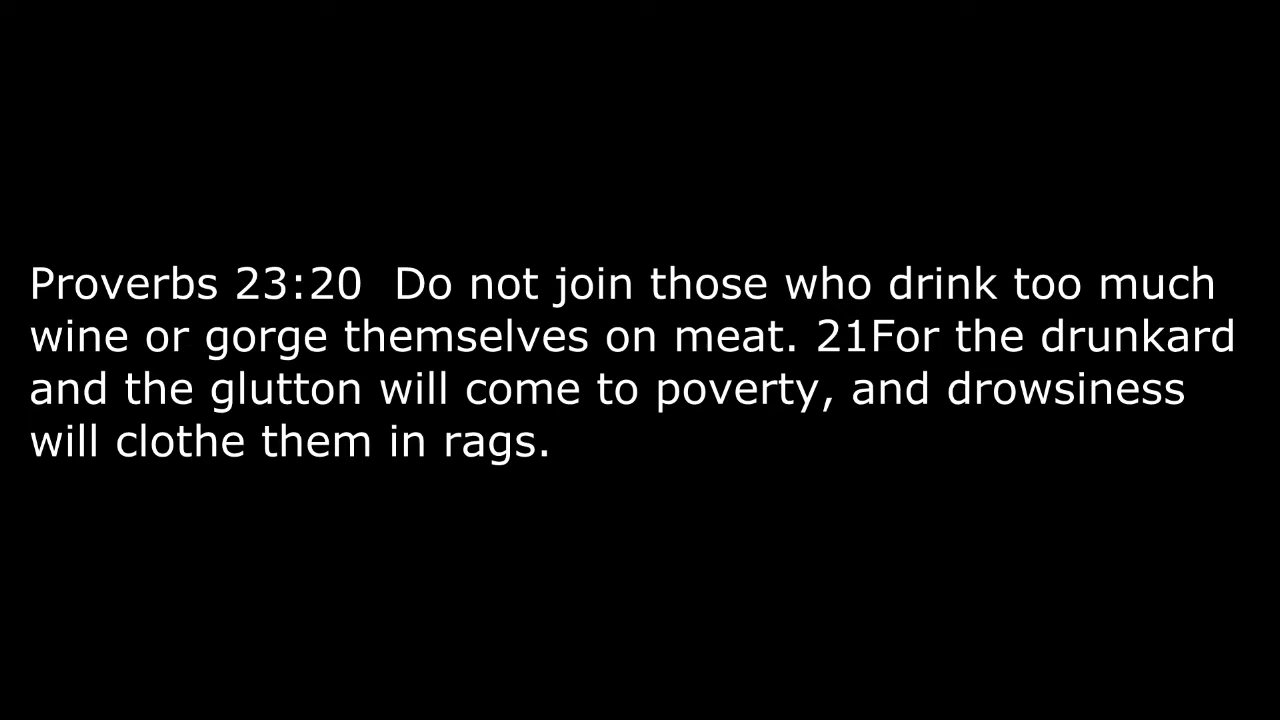 Proverbs 23:20  Do not join those who drink too much
wine or gorge themselves on meat. 21For the drunkard
and the glutton will come to poverty, and drowsiness
will clothe them in rags.